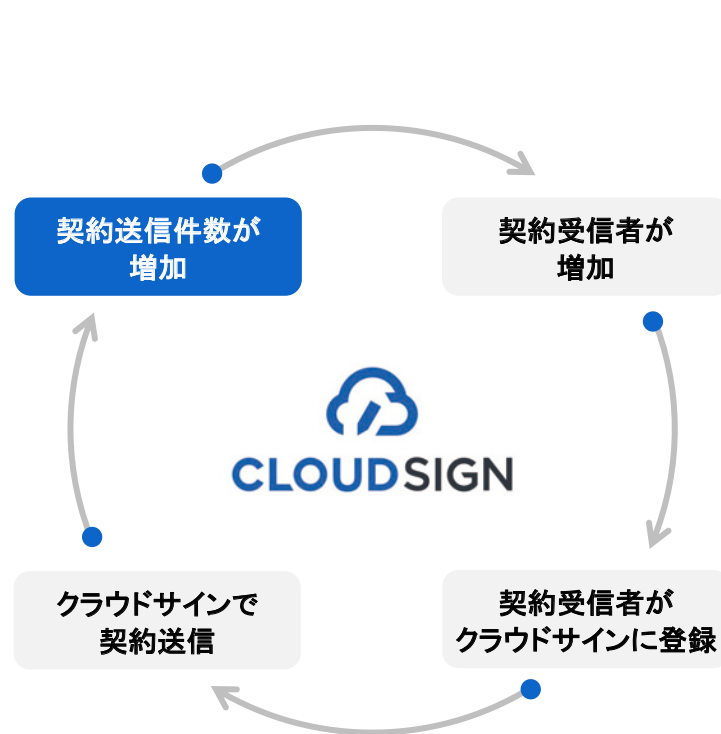 契約送信件数が
増加
契約受信者が
増加
CLOUDSIGN
クラウドサインで
契約送信
契約受信者が
クラウドサインに登録